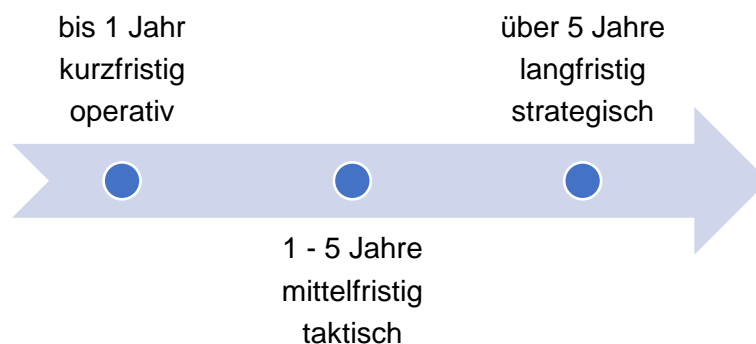 bis 1 Jahr
kurzfristig
operativ
1 - 5 Jahre
mittelfristig
taktisch
über 5 Jahre
langfristig
strategisch